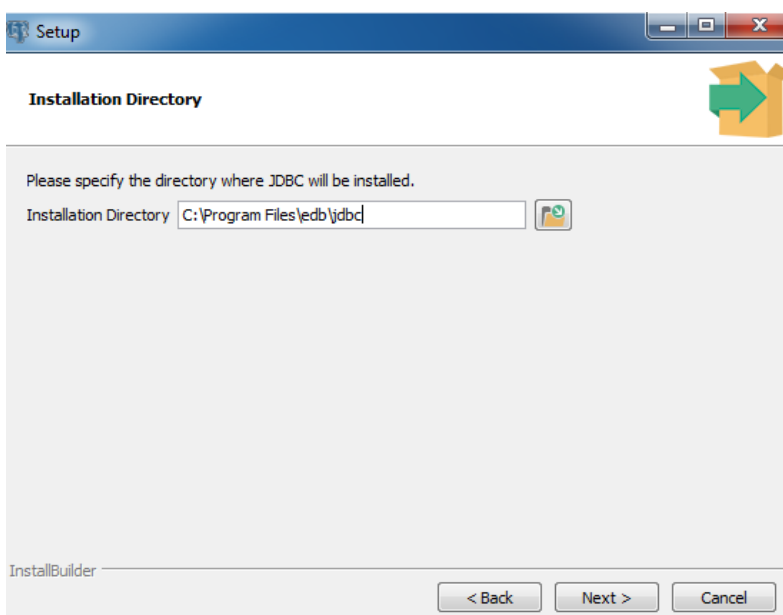 Setup
Installation Directory
Please specify the directory where JDBC will be installed.
Installation Directory C:\Program Files\edb\jdbc
InstallBuilder
< Back Next > Cancel